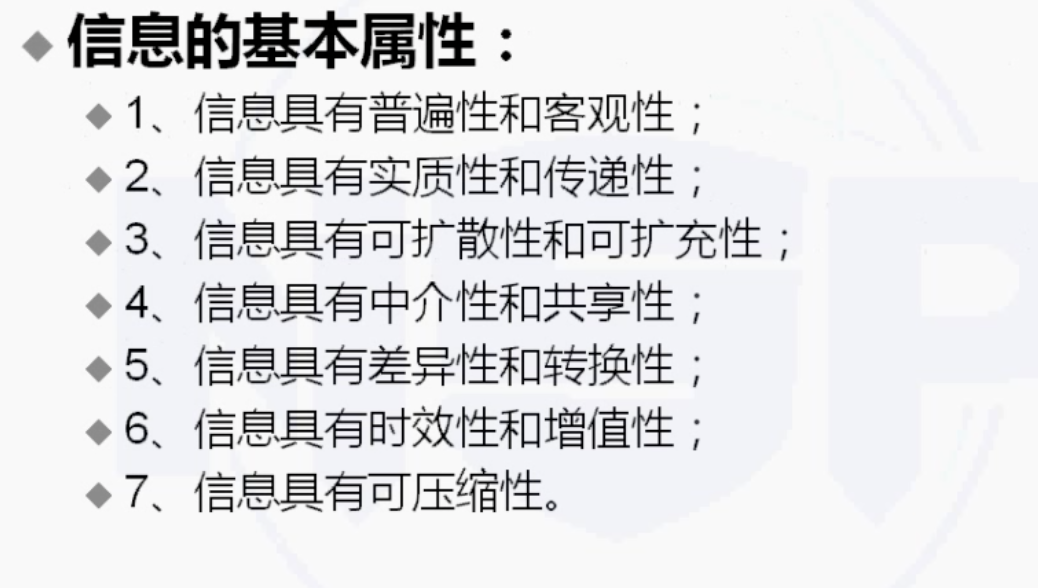 信息的基本属性：
1、信息具有普遍性和客观性；
2、信息具有实质性和传递性；
3、信息具有可扩散性和可扩充性；
4、信息具有中介性和共享性；
5、信息具有差异性和转换性；
6、信息具有时效性和增值性；
7、信息具有可压缩性。